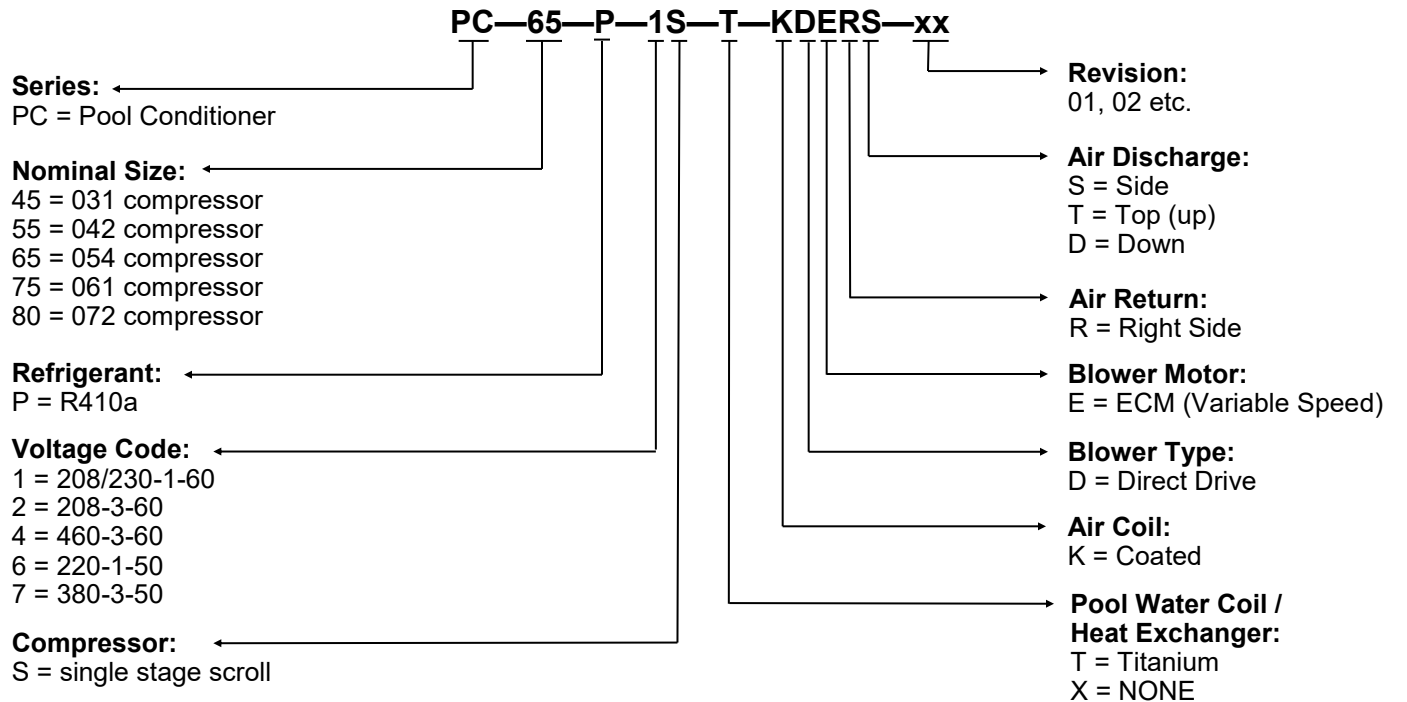 PC—65—P—1S—T—KDERS—xx
Series:
PC = Pool Conditioner
Nominal Size:
45 = 031 compressor
55 = 042 compressor
65 = 054 compressor
75 = 061 compressor
80 = 072 compressor
Refrigerant:
P = R410a
Voltage Code:
1 = 208/230-1-60
2 = 208-3-60
4 = 460-3-60
6 = 220-1-50
7 = 380-3-50
Compressor:
S = single stage scroll
Revision:
01, 02 etc.
Air Discharge:
S = Side
T = Top (up)
D = Down
Air Return:
R = Right Side
Blower Motor:
E = ECM (Variable Speed)
Blower Type:
D = Direct Drive
Air Coil:
K = Coated
Pool Water Coil /
Heat Exchanger:
T = Titanium
X = NONE